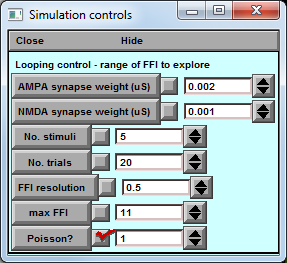 Simulation controls
Close Hide
Looping control - range of FFI to explore
AMPA synapse weight (uS) 0.002
NMDA synapse weight (uS) 0.001
No. stimuli 5
No. trials 20
FFI resolution 0.5
max FFI 11
Poisson? 1